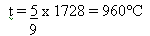 t = 5 x 1728 = 960°C
9